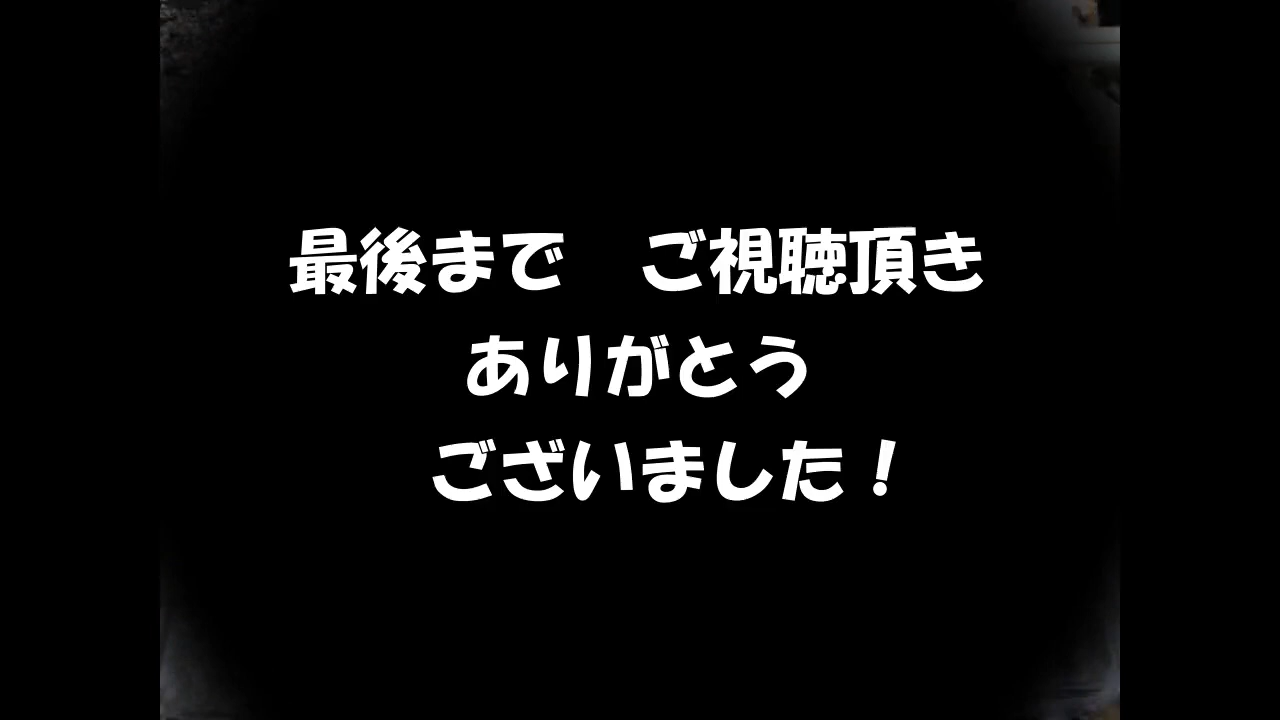 最後まで　ご視聴頂き
ありがとう
ございました！